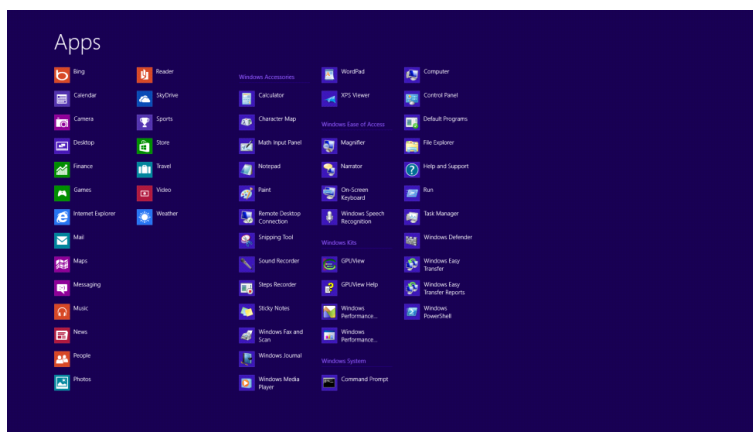 Apps
Bing
Calendar
Camera
Desktop
Finance
Games
Internet Explorer
Mail
Maps
Messaging
Music
News
People
Photos
Reader
SkyDrive
Sports
Store
Travel
Video
Weather
Windows Accessories
Calculator
Character Map
Math Input Panel
Notepad
Paint
Remote Desktop
Connection
Snipping Tool
Sound Recorder
Steps Recorder
Sticky Notes
Windows Fax and
Scan
Windows Journal
Windows Media
Player
WordPad
XPS Viewer
Windows Ease of Access
Magnifier
Narrator
On-Screen
Keyboard
Windows Speech
Recognition
Windows Kits
GPUView
GPUView Help
Windows
Performance...
Windows
Performance...
Windows System
Command Prompt
Computer
Control Panel
Default Programs
File Explorer
Help and Support
Run
Task Manager
Windows Defender
Windows Easy
Transfer
Windows Easy
Transfer Reports
Windows
PowerShell